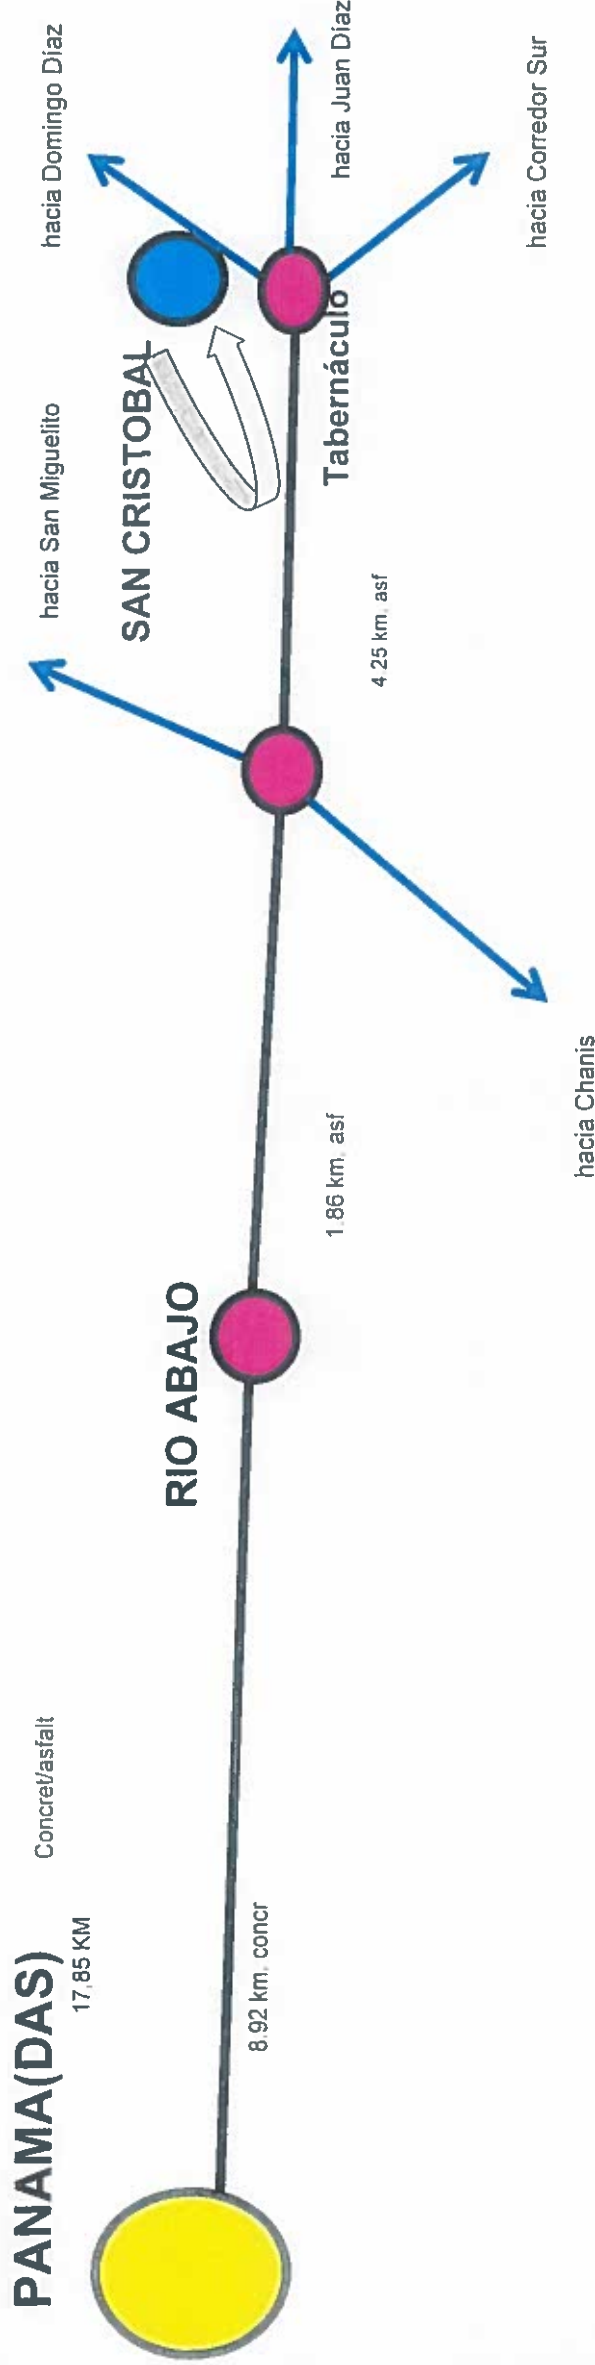 PANAMA(DAS)
17,85 KM
Concret/asfalt
8.92 km. concr
RIO ABAJO
1.86 km. asf
hacia Chanis
hacia San Miguelito
4.25 km. asf
SAN CRISTOBAL
Tabernáculo
hacia Domingo Díaz
hacia Juan Díaz
hacia Corredor Sur